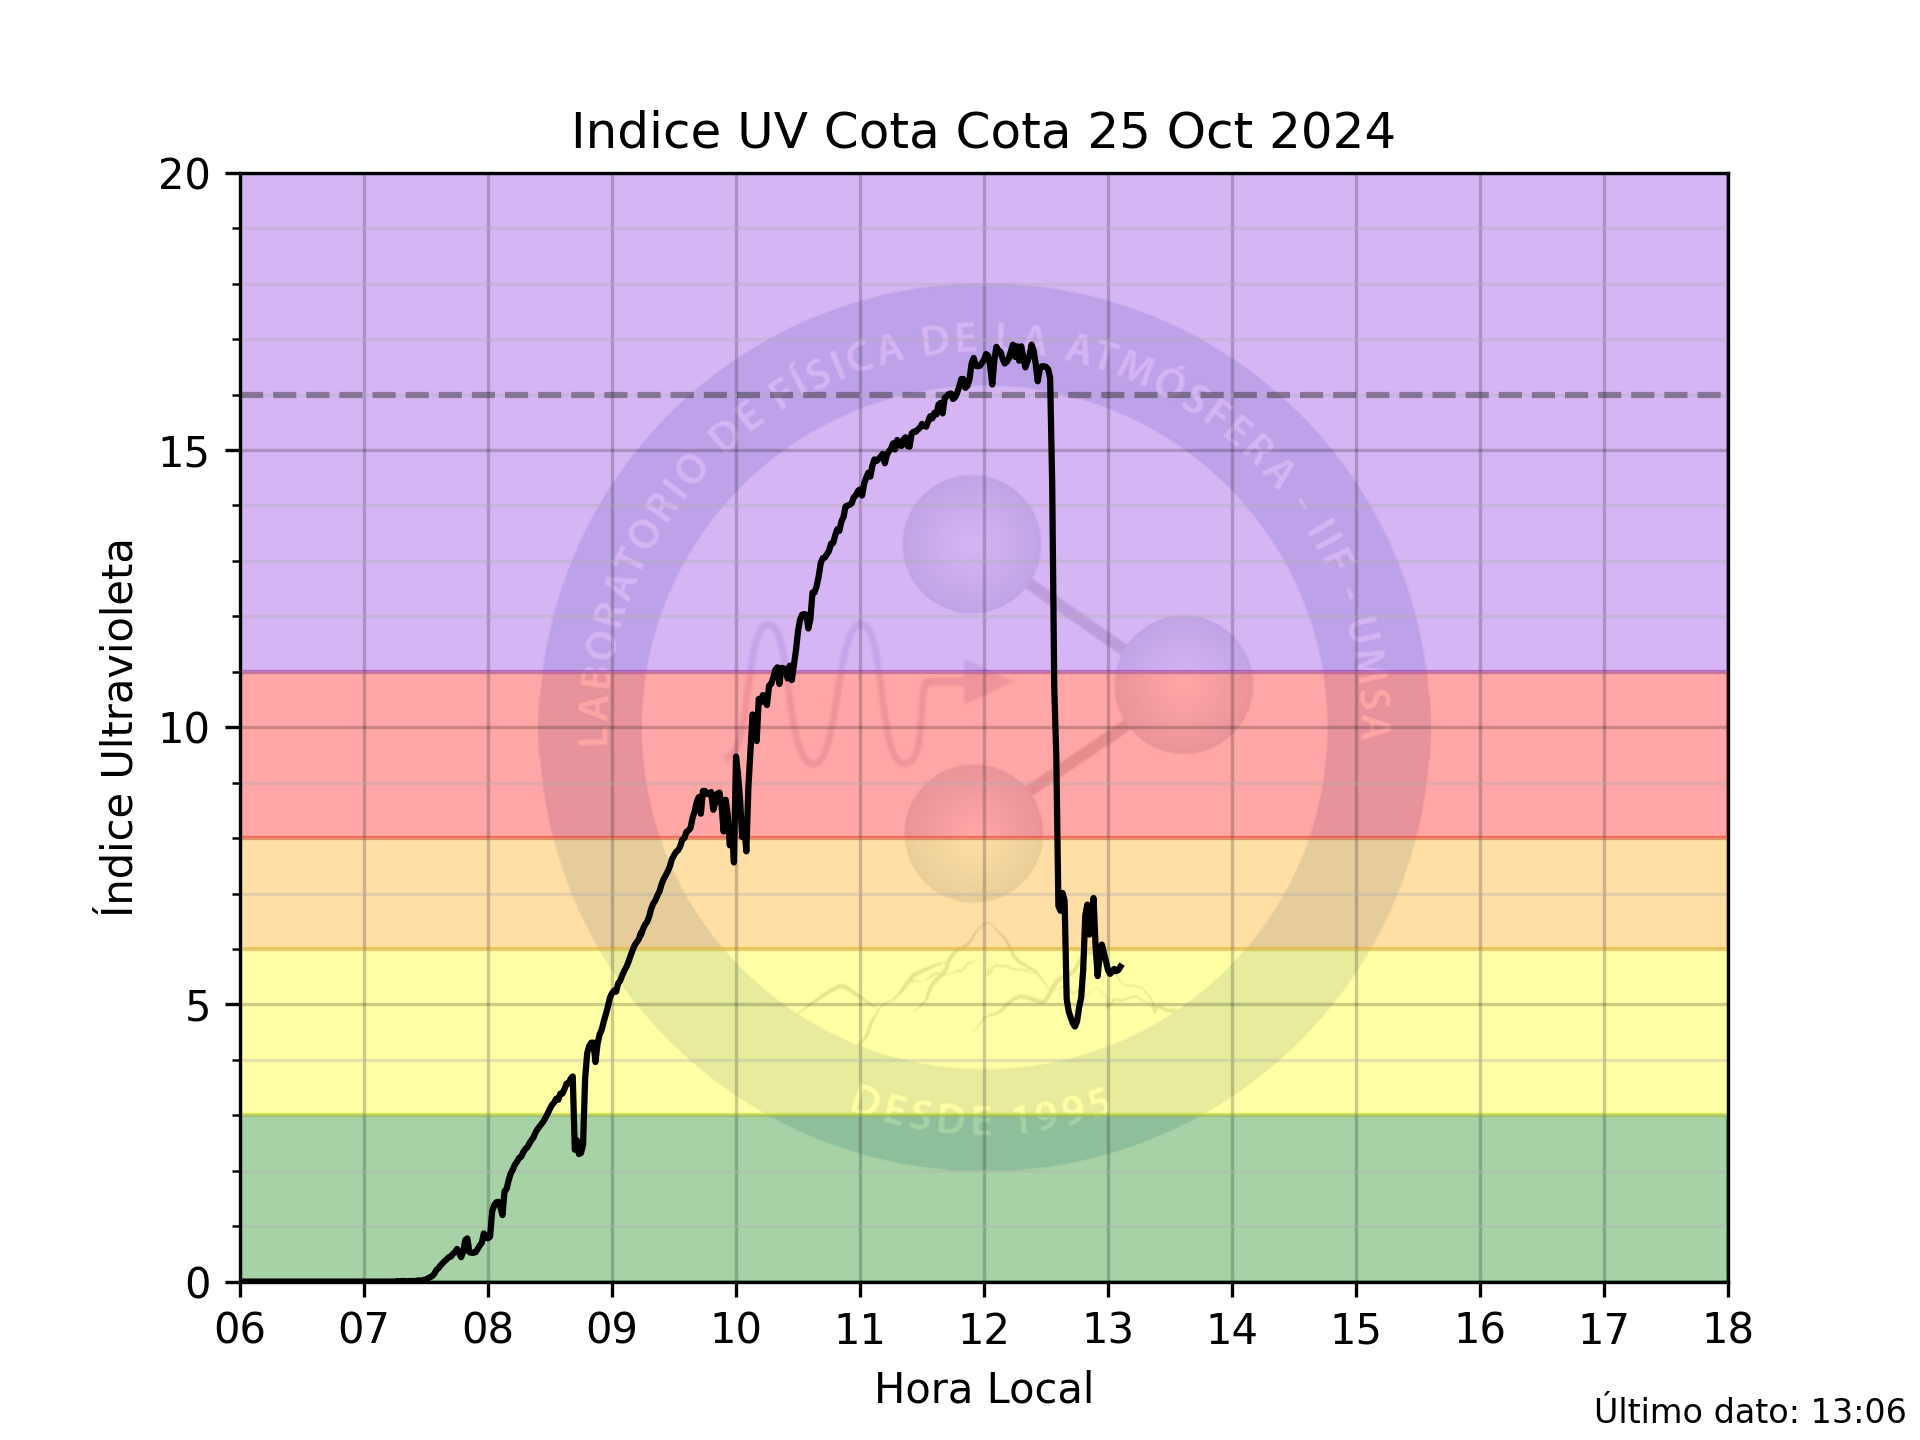 Indice UV Cota Cota 25 Oct 2024
20
15
10
5
0
Índice Ultravioleta
LABORATORIO DE FÍSICA DE LA ATMÓSFERA - IIF - UMSA
DESDE 1995
06 07 08 09 10 11 12 13 14 15 16 17 18
Hora Local
Último dato: 13:06